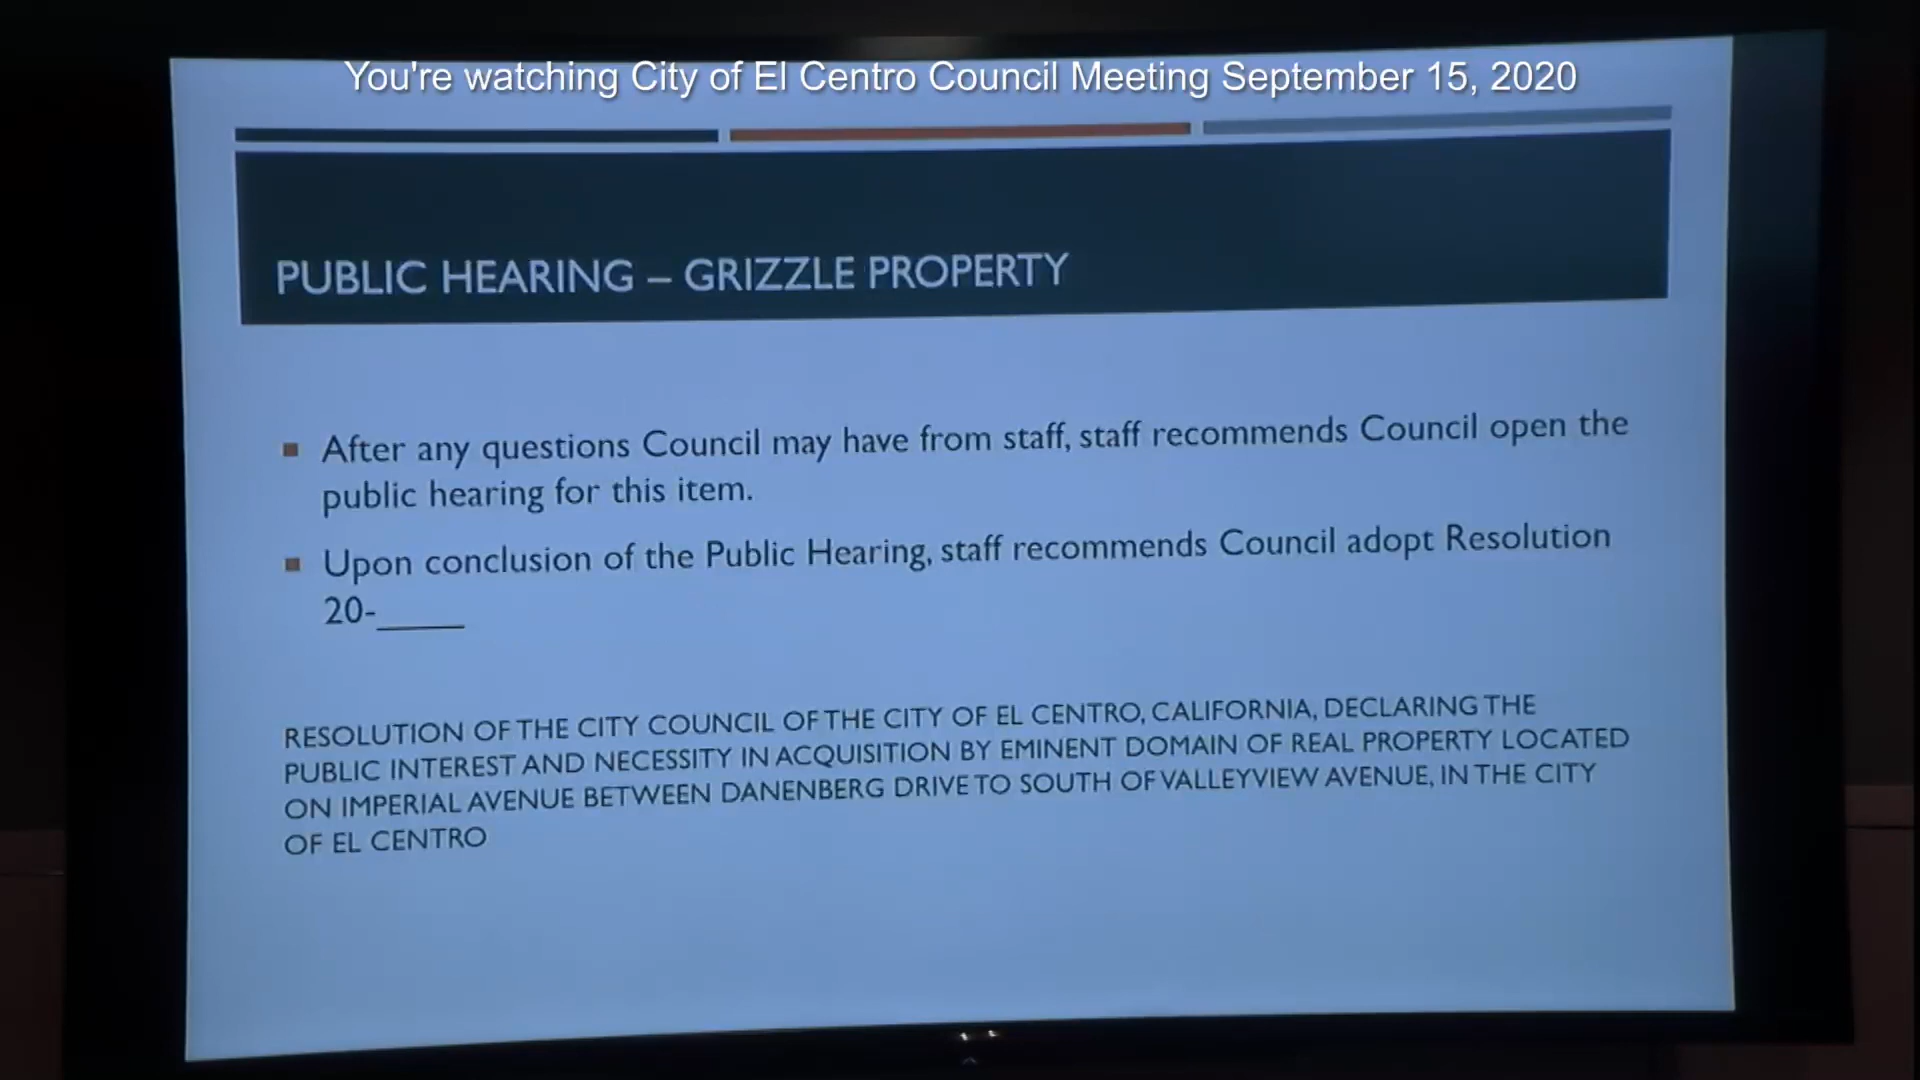 You're watching City of El Centro Council Meeting September 15, 2020
PUBLIC HEARING – GRIZZLE PROPERTY
▪ After any questions Council may have from staff, staff recommends Council open the
public hearing for this item.
▪ Upon conclusion of the Public Hearing, staff recommends Council adopt Resolution
20-_____
RESOLUTION OF THE CITY COUNCIL OF THE CITY OF EL CENTRO, CALIFORNIA, DECLARING THE
PUBLIC INTEREST AND NECESSITY IN ACQUISITION BY EMINENT DOMAIN OF REAL PROPERTY LOCATED
ON IMPERIAL AVENUE BETWEEN DANENBERG DRIVE TO SOUTH OF VALLEYVIEW AVENUE, IN THE CITY
OF EL CENTRO